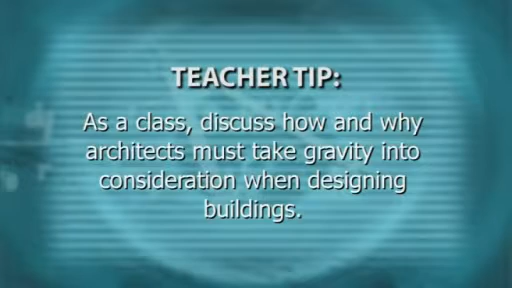 TEACHER TIP:
As a class, discuss how and why
architects must take gravity into
consideration when designing
buildings.